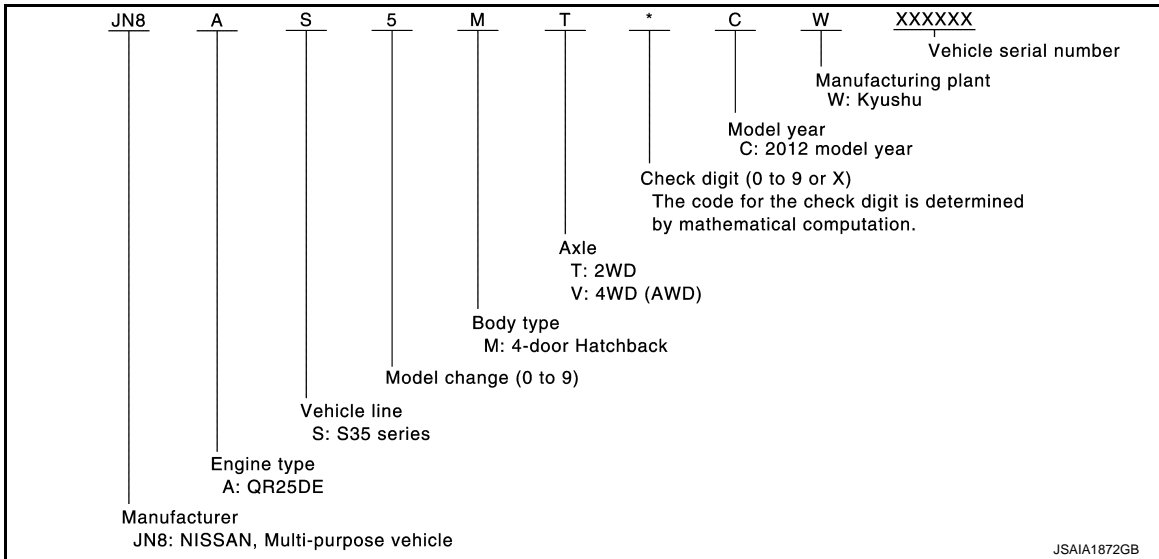 JN8 A S 5 M T * C W XXXXXX
Vehicle serial number
Manufacturing plant
W: Kyushu
Model year
C: 2012 model year
Check digit (0 to 9 or X)
The code for the check digit is determined
by mathematical computation.
Axle
T: 2WD
V: 4WD (AWD)
Body type
M: 4-door Hatchback
Model change (0 to 9)
Vehicle line
S: S35 series
Engine type
A: QR25DE
Manufacturer
JN8: NISSAN, Multi-purpose vehicle
JSAIA1872GB